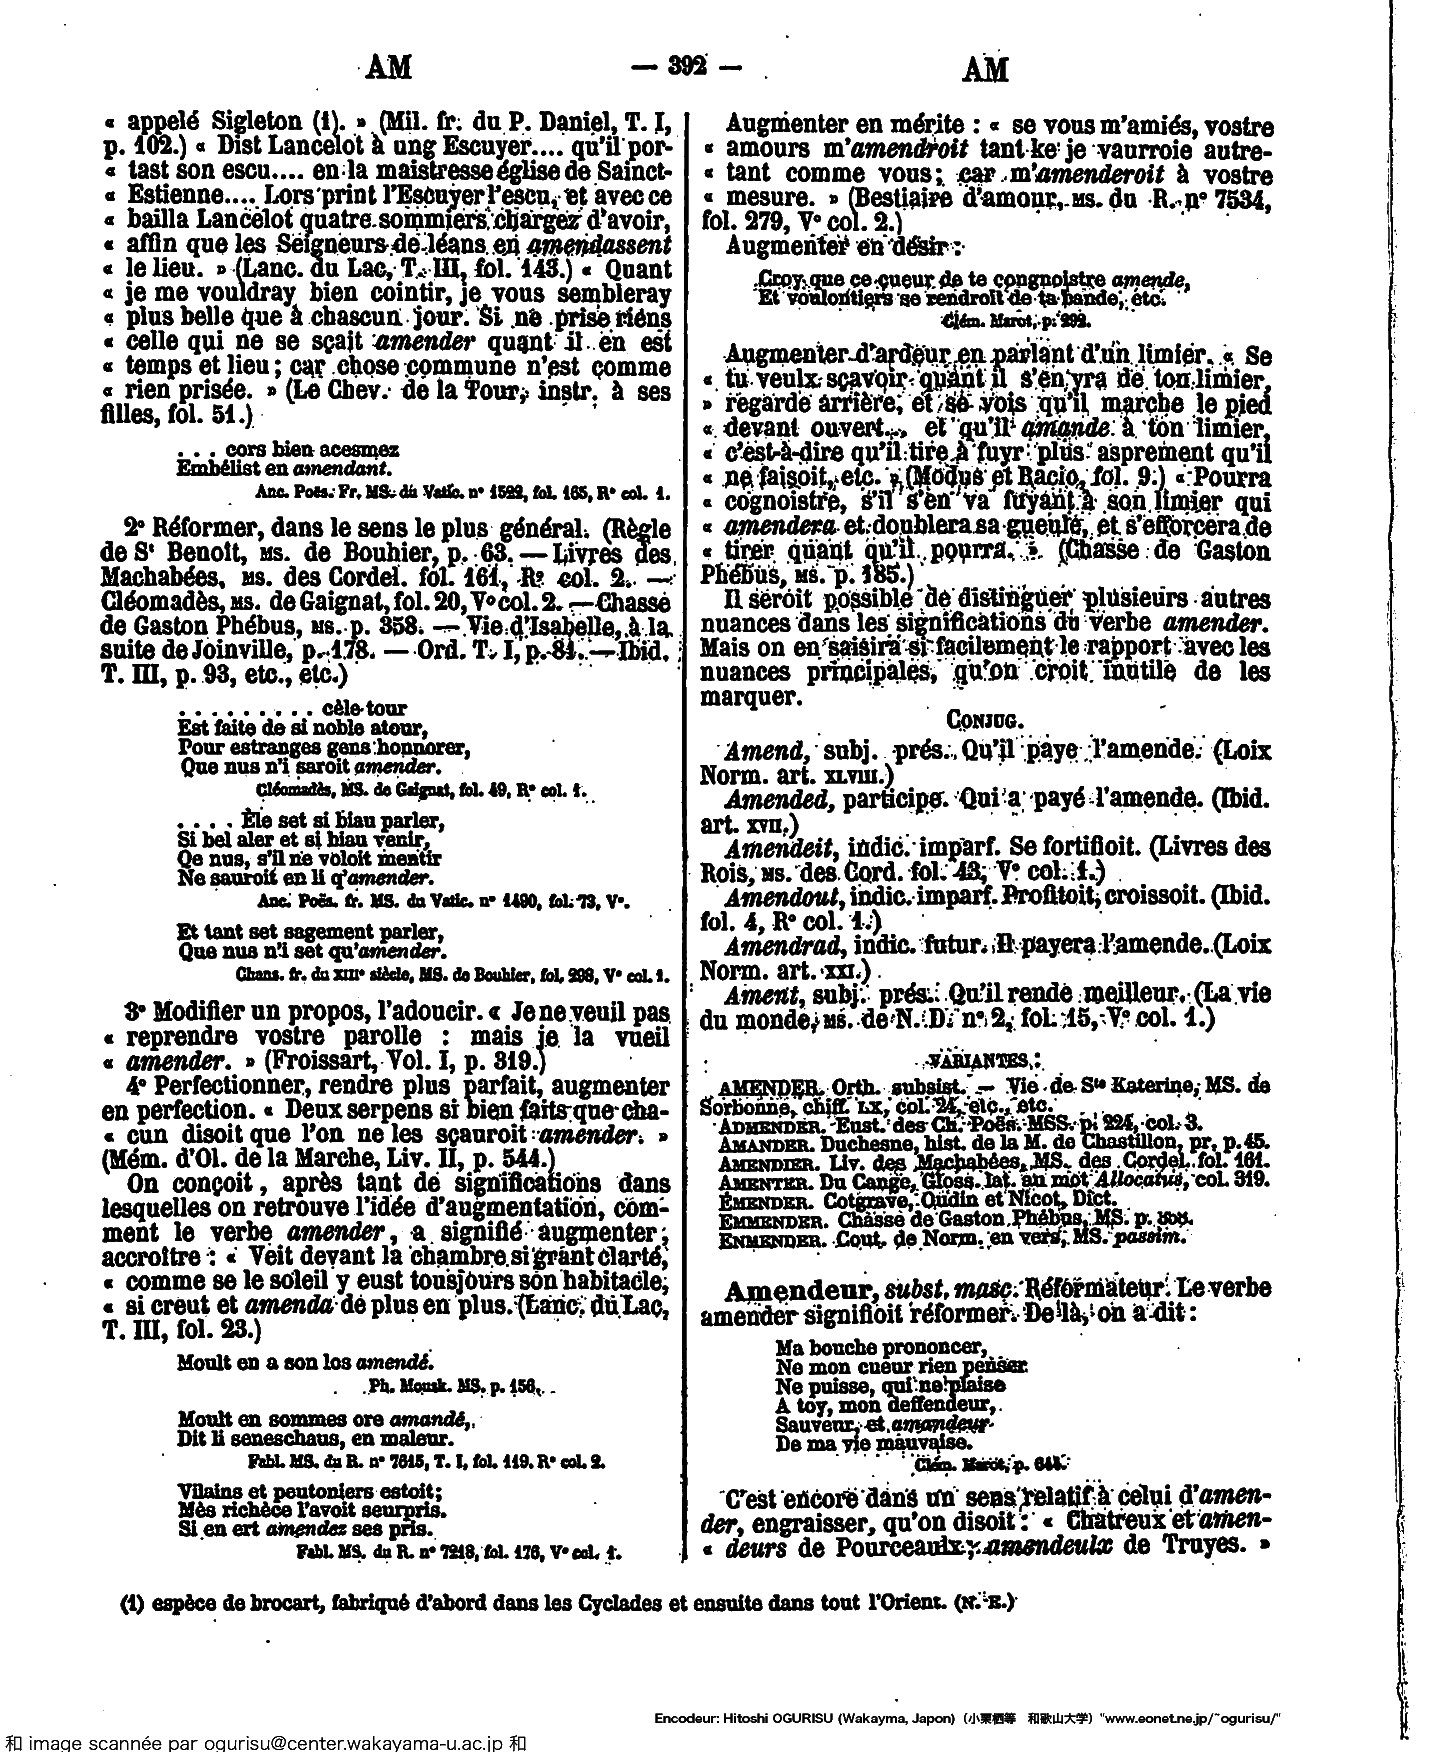 AM
— 392 —
AM
« appelé Sigleton (1). » (Mil. fr. du P. Daniel, T. I,
p. 102.) « Dist Lancelot à ung Escuyer.... qu'il por-
« tast son escu.... en la maistresse église de Sainct-
« Estienne.... Lors print l'Escuyer l'escu, et avec ce
« bailla Lancelot quatre sommiers chargez d'avoir,
« affin que les Seigneurs de léans en amendassent
« le lieu. » (Lanc. du Lac, T. III, fol. 143.) « Quant
« je me vouldray bien cointir, je vous sembleray
« plus belle que à chascun jour. Si ne prise riens
« celle qui ne se sçait amender quant il en est
« temps et lieu ; car chose commune n'est comme
« rien prisée. » (Le Chev. de la Tour, instr. à ses
filles, fol. 51.)
. . . cors bien acesmez
Embélist en amendant.
Anc. Poës. Fr. MS. du Vatic. n° 1522, fol. 165, R° col. 1.
2° Réformer, dans le sens le plus général. (Règle
de St Benoit, MS. de Bouhier, p. 63. — Livres des
Machabées, MS. des Cordel. fol. 161, R° col. 2. —
Cléomadès, MS. de Gaignat, fol. 20, V° col. 2. — Chasse
de Gaston Phébus, MS. p. 358. — Vie d'Isabelle, à la
suite de Joinville, p. 178. — Ord. T. I, p. 81. — Ibid.
T. III, p. 93, etc., etc.)
. . . . . . . . . cèle tour
Est faite de si noble atour,
Pour estranges gens honnorer,
Que nus n'i saroit amender.
Cléomadès, MS. de Gaignat, fol. 49, R° col. 1.
. . . . Èle set si biau parler,
Si bel aler et si biau venir,
Qe nus, s'il ne voloit mentir
Ne sauroit en li q'amender.
Anc. Poës. fr. MS. du Vatic. n° 1490, fol. 73, V°.
Et tant set sagement parler,
Que nus n'i set qu'amender.
Chans. fr. du XIIIe siècle, MS. de Bouhier, fol. 298, V° col. 1.
3° Modifier un propos, l'adoucir. « Je ne veuil pas
« reprendre vostre parolle : mais je la vueil
« amender. » (Froissart, Vol. I, p. 319.)
4° Perfectionner, rendre plus parfait, augmenter
en perfection. « Deux serpens si bien faits que cha-
« cun disoit que l'on ne les sçauroit amender. »
(Mém. d'Ol. de la Marche, Liv. II, p. 544.)
On conçoit, après tant de significations dans
lesquelles on retrouve l'idée d'augmentation, com-
ment le verbe amender, a signifié augmenter ;
accroître : « Veit devant la chambre si grant clarté,
« comme se le soleil y eust tousjours son habitacle,
« si creut et amenda de plus en plus. (Lanc. du Lac,
T. III, fol. 23.)
Moult en a son los amendé.
Ph. Mousk. MS. p. 156.
Moult en sommes ore amandé,
Dit li seneschaus, en maleur.
Fabl. MS. du R. n° 7615, T. I, fol. 119. R° col. 2.
Vilains et peutoniers estoit ;
Mès richèce l'avoit seurpris.
Si en ert amendez ses pris.
Fabl. MS. du R. n° 7218, fol. 176, V° col. 1.
Augmenter en mérite : « se vous m'amiés, vostre
« amours m'amendroit tant ke je vaurroie autre-
« tant comme vous ; car m'amenderoit à vostre
« mesure. » (Bestiaire d'amour, MS. du R. n° 7534,
fol. 279, V° col. 2.)
Augmenter en désir :
Croy que ce cueur de te congnoistre amende,
Et voulontiers se rendroit de ta bande, etc.
Clém. Marot, p. 292.
Augmenter d'ardeur en parlant d'un limier. « Se
« tu veulx sçavoir quant il s'en yra de ton limier,
» regarde arrière, et se vois qu'il marche le pied
« devant ouvert... et qu'il amande à ton limier,
« c'est-à-dire qu'il tire à fuyr plus asprement qu'il
« ne faisoit, etc. » (Modus et Racio, fol. 9.) « Pourra
« cognoistre, s'il s'en va fuyant à son limier qui
« amendera et doublera sa gueule, et s'efforcera de
« tirer quant qu'il pourra. » (Chasse de Gaston
Phébus, MS. p. 185.)
Il seroit possible de distinguer plusieurs autres
nuances dans les significations du verbe amender.
Mais on en saisira si facilement le rapport avec les
nuances principales, qu'on croit inutile de les
marquer.
CONJUG.
Amend, subj. prés. Qu'il paye l'amende. (Loix
Norm. art. XLVIII.)
Amended, participe. Qui a payé l'amende. (Ibid.
art. XVII.)
Amendeit, indic. imparf. Se fortifioit. (Livres des
Rois, MS. des Cord. fol. 43, V° col. 1.)
Amendout, indic. imparf. Profitoit, croissoit. (Ibid.
fol. 4, R° col. 1.)
Amendrad, indic. futur. Il payera l'amende. (Loix
Norm. art. XXI.)
Ament, subj. prés. Qu'il rende meilleur. (La vie
du monde, MS. de N. D. n° 2, fol. 15, V° col. 1.)
VARIANTES :
AMENDER. Orth. subsist. — Vie de Ste Katerine, MS. de
Sorbonne, chiff. LX, col. 24, etc., etc.
ADMENDER. Eust. des Ch. Poës. MSS. p. 224, col. 3.
AMANDER. Duchesne, hist. de la M. de Chastillon, pr. p. 45.
AMENDIER. Liv. des Machabées, MS. des Cordel. fol. 161.
AMENTER. Du Cange, Gloss. lat. au mot Allocatus, col. 319.
ÉMENDER. Cotgrave, Oudin et Nicot, Dict.
EMMENDER. Chasse de Gaston Phébus, MS. p.
ENMENDER. Cout. de Norm. en vers, MS. passim.
Amendeur, subst. masc. Réformateur. Le verbe
amender signifioit réformer. De là, on a dit :
Ma bouche prononcer,
Ne mon cueur rien penser
Ne puisse, qui ne plaise
A toy, mon deffendeur,
Sauveur, et amandeur
De ma vie mauvaise.
Clém. Marot, p.
C'est encore dans un sens relatif à celui d'amen-
der, engraisser, qu'on disoit : « Chatreux et amen-
« deurs de Pourceaulx, amendeulx de Truyes. »
(1) espèce de brocart, fabriqué d'abord dans les Cyclades et ensuite dans tout l'Orient. (N. E.)
Encodeur: Hitoshi OGURISU (Wakayma, Japon)（小栗栖等　和歌山大学）"www.eonet.ne.jp/~ogurisu/"
和 image scannée par ogurisu@center.wakayama-u.ac.jp 和